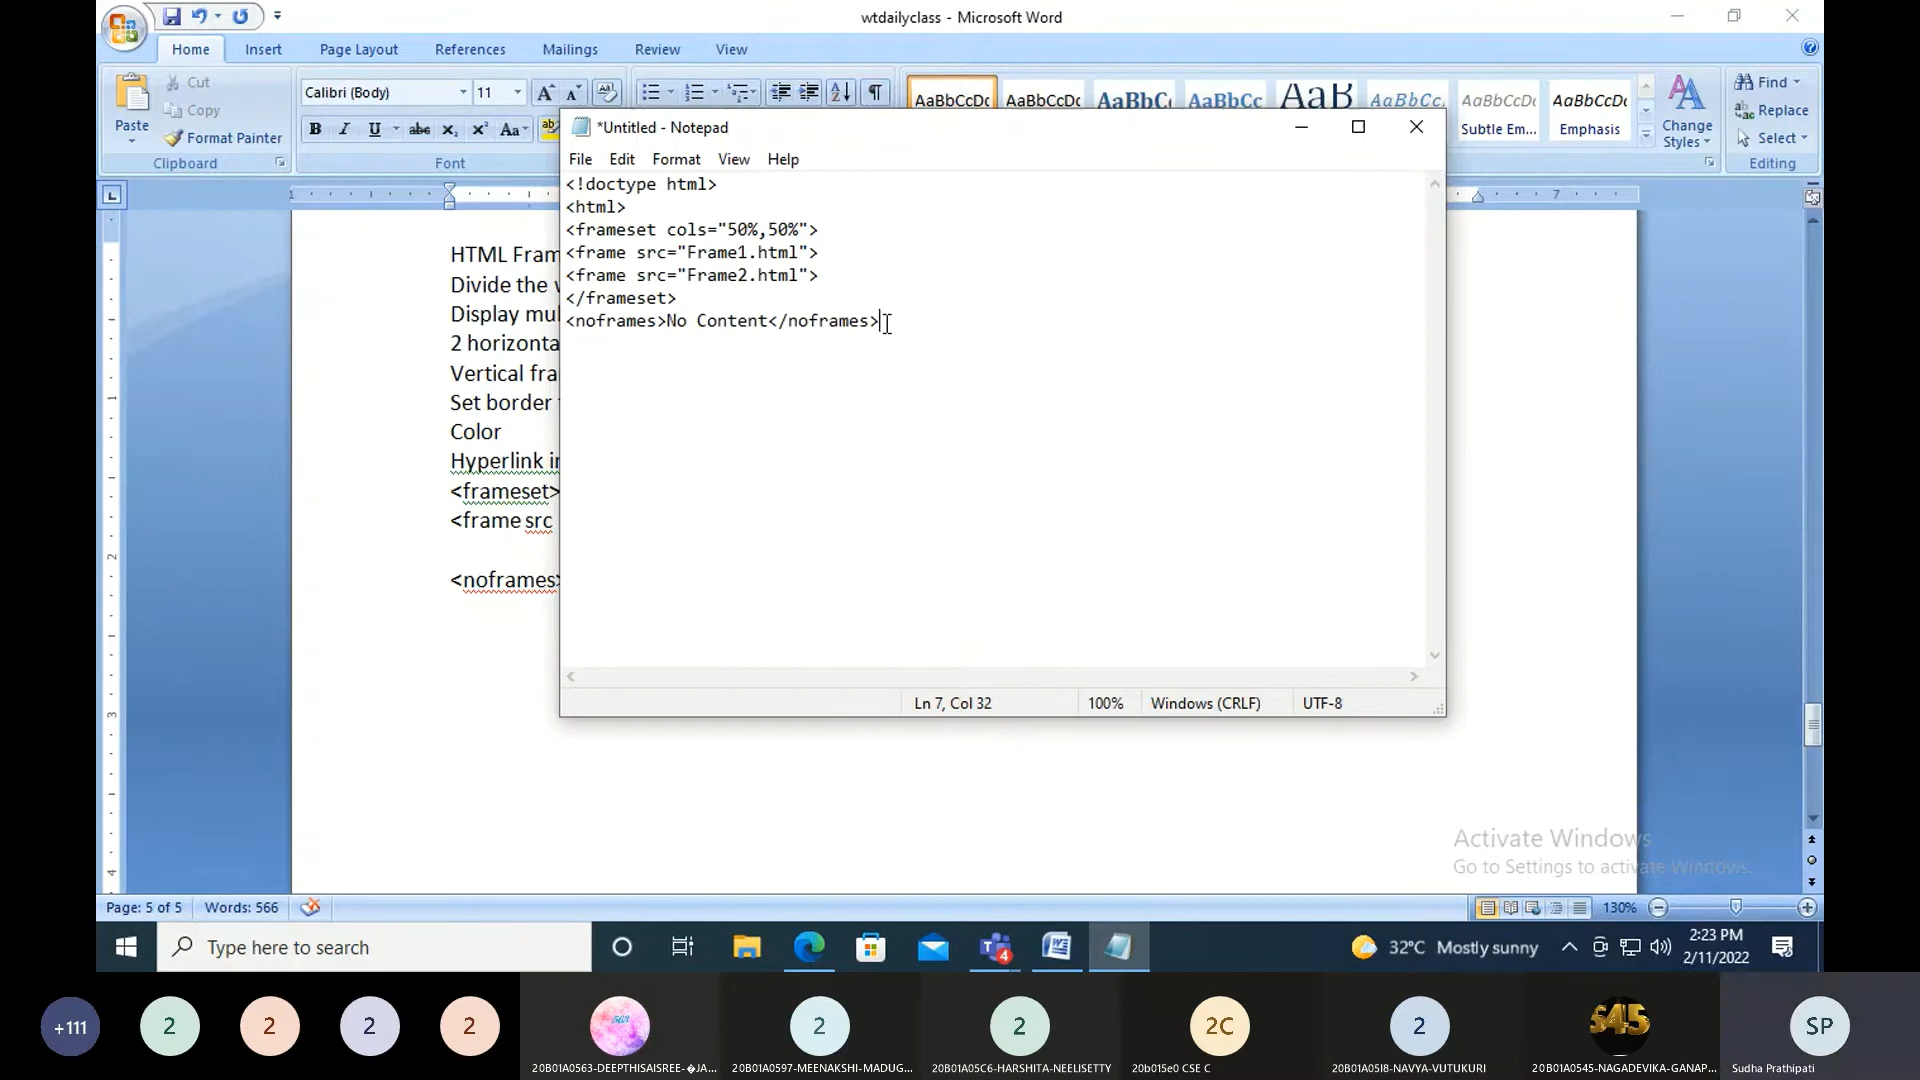 wtdailyclass - Microsoft Word
Home Insert Page Layout References Mailings Review View
Paste
Cut
Copy
Format Painter
Clipboard
Calibri (Body) 11
Font
AaBbCcDc AaBbCcDc AaBbC AaBbCc AaB AaBbCc AaBbCcDc AaBbCcDc
Subtle Em... Emphasis
Change Styles
Find
Replace
Select
Editing
*Untitled - Notepad
File Edit Format View Help
<!doctype html>
<html>
<frameset cols="50%,50%">
<frame src="Frame1.html">
<frame src="Frame2.html">
</frameset>
<noframes>No Content</noframes>
Ln 7, Col 32 100% Windows (CRLF) UTF-8
HTML Fram
Divide the
Display mul
2 horizonta
Vertical fra
Set border
Color
Hyperlink in
<frameset>
<frame src
<noframes>
Activate Windows
Go to Settings to activate Windows.
Page: 5 of 5 Words: 566 130%
Type here to search
4
32°C Mostly sunny
2:23 PM
2/11/2022
+111 2 2 2 2 563 2 2 2C 2 S45 SP
20B01A0563-DEEPTHISAISREE-�JA... 20B01A0597-MEENAKSHI-MADUG... 20B01A05C6-HARSHITA-NEELISETTY 20b015e0 CSE C 20B01A05I8-NAVYA-VUTUKURI 20B01A0545-NAGADEVIKA-GANAP... Sudha Prathipati